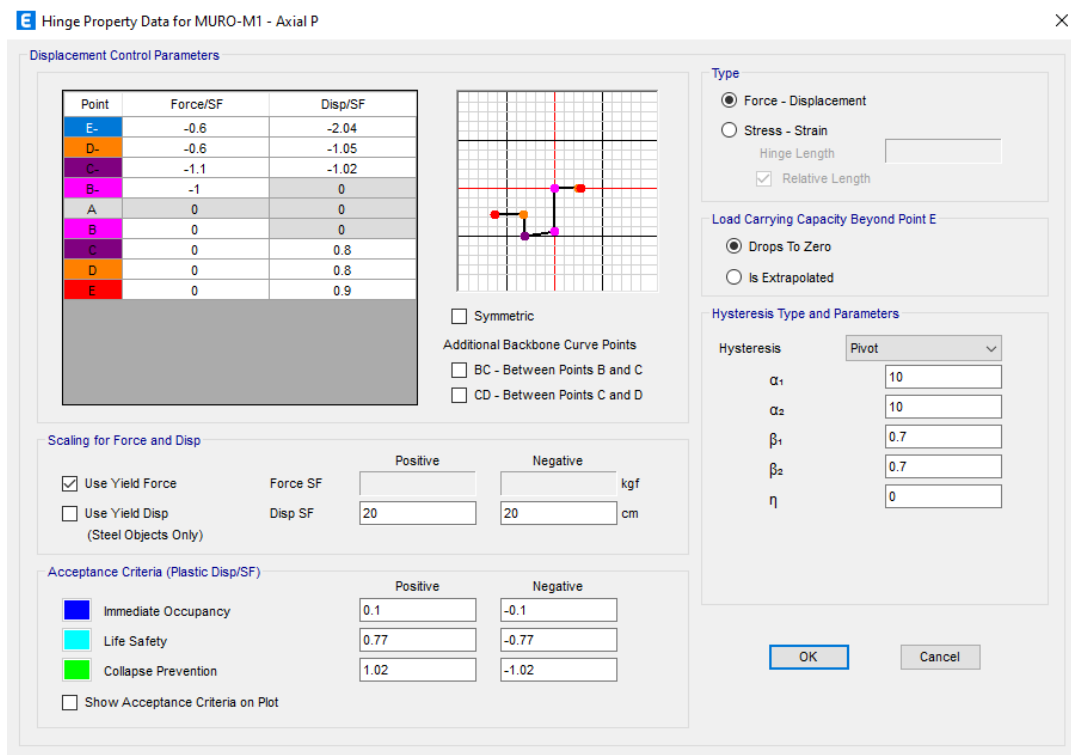 E Hinge Property Data for MURO-M1 - Axial P
Displacement Control Parameters
Point Force/SF Disp/SF
E- -0.6 -2.04
D- -0.6 -1.05
C- -1.1 -1.02
B- -1 0
A 0 0
B 0 0
C 0 0.8
D 0 0.8
E 0 0.9
Symmetric
Additional Backbone Curve Points
BC - Between Points B and C
CD - Between Points C and D
Scaling for Force and Disp
Positive Negative
Use Yield Force Force SF kgf
Use Yield Disp Disp SF 20 20 cm
(Steel Objects Only)
Acceptance Criteria (Plastic Disp/SF)
Positive Negative
Immediate Occupancy 0.1 -0.1
Life Safety 0.77 -0.77
Collapse Prevention 1.02 -1.02
Show Acceptance Criteria on Plot
Type
Force - Displacement
Stress - Strain
Hinge Length
Relative Length
Load Carrying Capacity Beyond Point E
Drops To Zero
Is Extrapolated
Hysteresis Type and Parameters
Hysteresis Pivot
α₁ 10
α₂ 10
β₁ 0.7
β₂ 0.7
η 0
OK Cancel